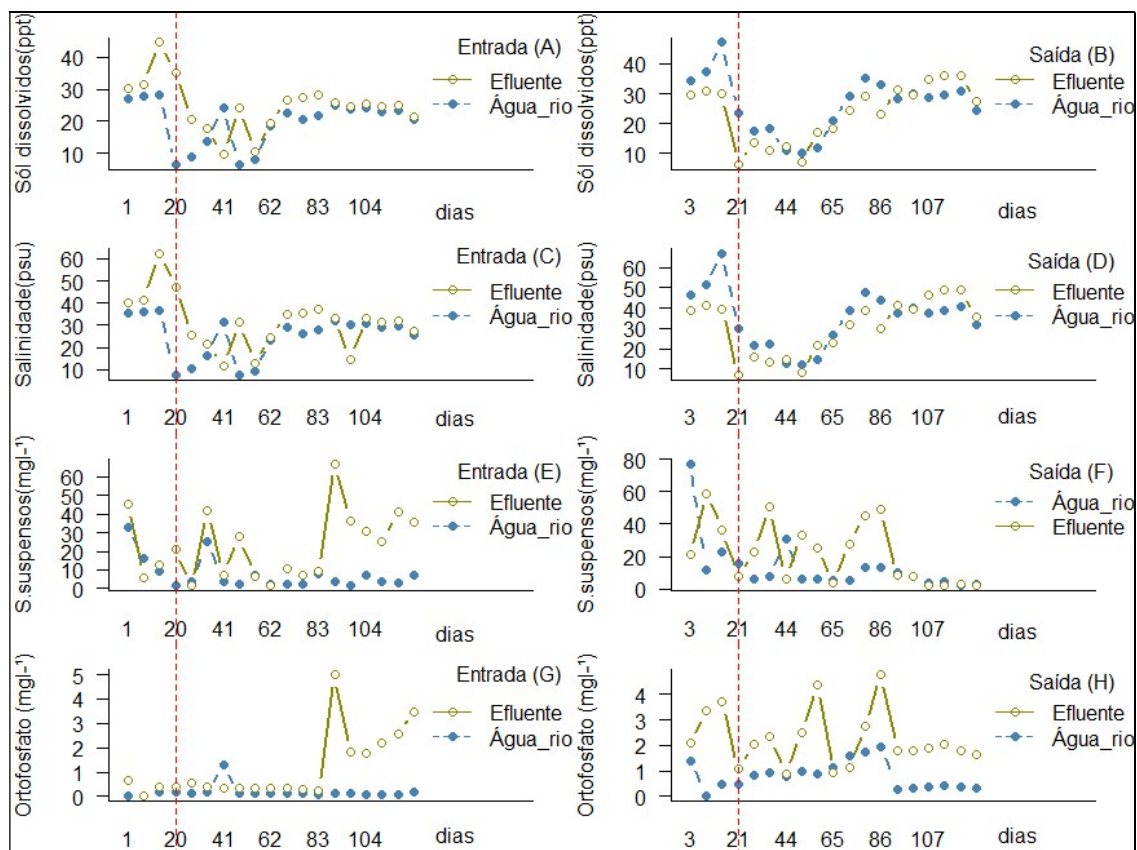 Sól dissolvidos(ppt)
Entrada (A)
Efluente
Água_rio
40
30
20
10
1 20 41 62 83 104 dias
Sól dissolvidos(ppt)
Saída (B)
Efluente
Água_rio
40
30
20
10
3 21 44 65 86 107 dias
Salinidade(psu)
Entrada (C)
Efluente
Água_rio
60
50
40
30
20
10
1 20 41 62 83 104 dias
Salinidade(psu)
Saída (D)
Efluente
Água_rio
60
50
40
30
20
10
3 21 44 65 86 107 dias
S.suspensos(mgl-¹)
Entrada (E)
Efluente
Água_rio
60
50
40
30
20
10
0
1 20 41 62 83 104 dias
S.suspensos(mgl-¹)
Saída (F)
Água_rio
Efluente
80
60
40
20
0
3 21 44 65 86 107 dias
Ortofosfato (mgl-¹)
Entrada (G)
Efluente
Água_rio
5
4
3
2
1
0
1 20 41 62 83 104 dias
Ortofosfato (mgl-¹)
Saída (H)
Efluente
Água_rio
4
3
2
1
0
3 21 44 65 86 107 dias